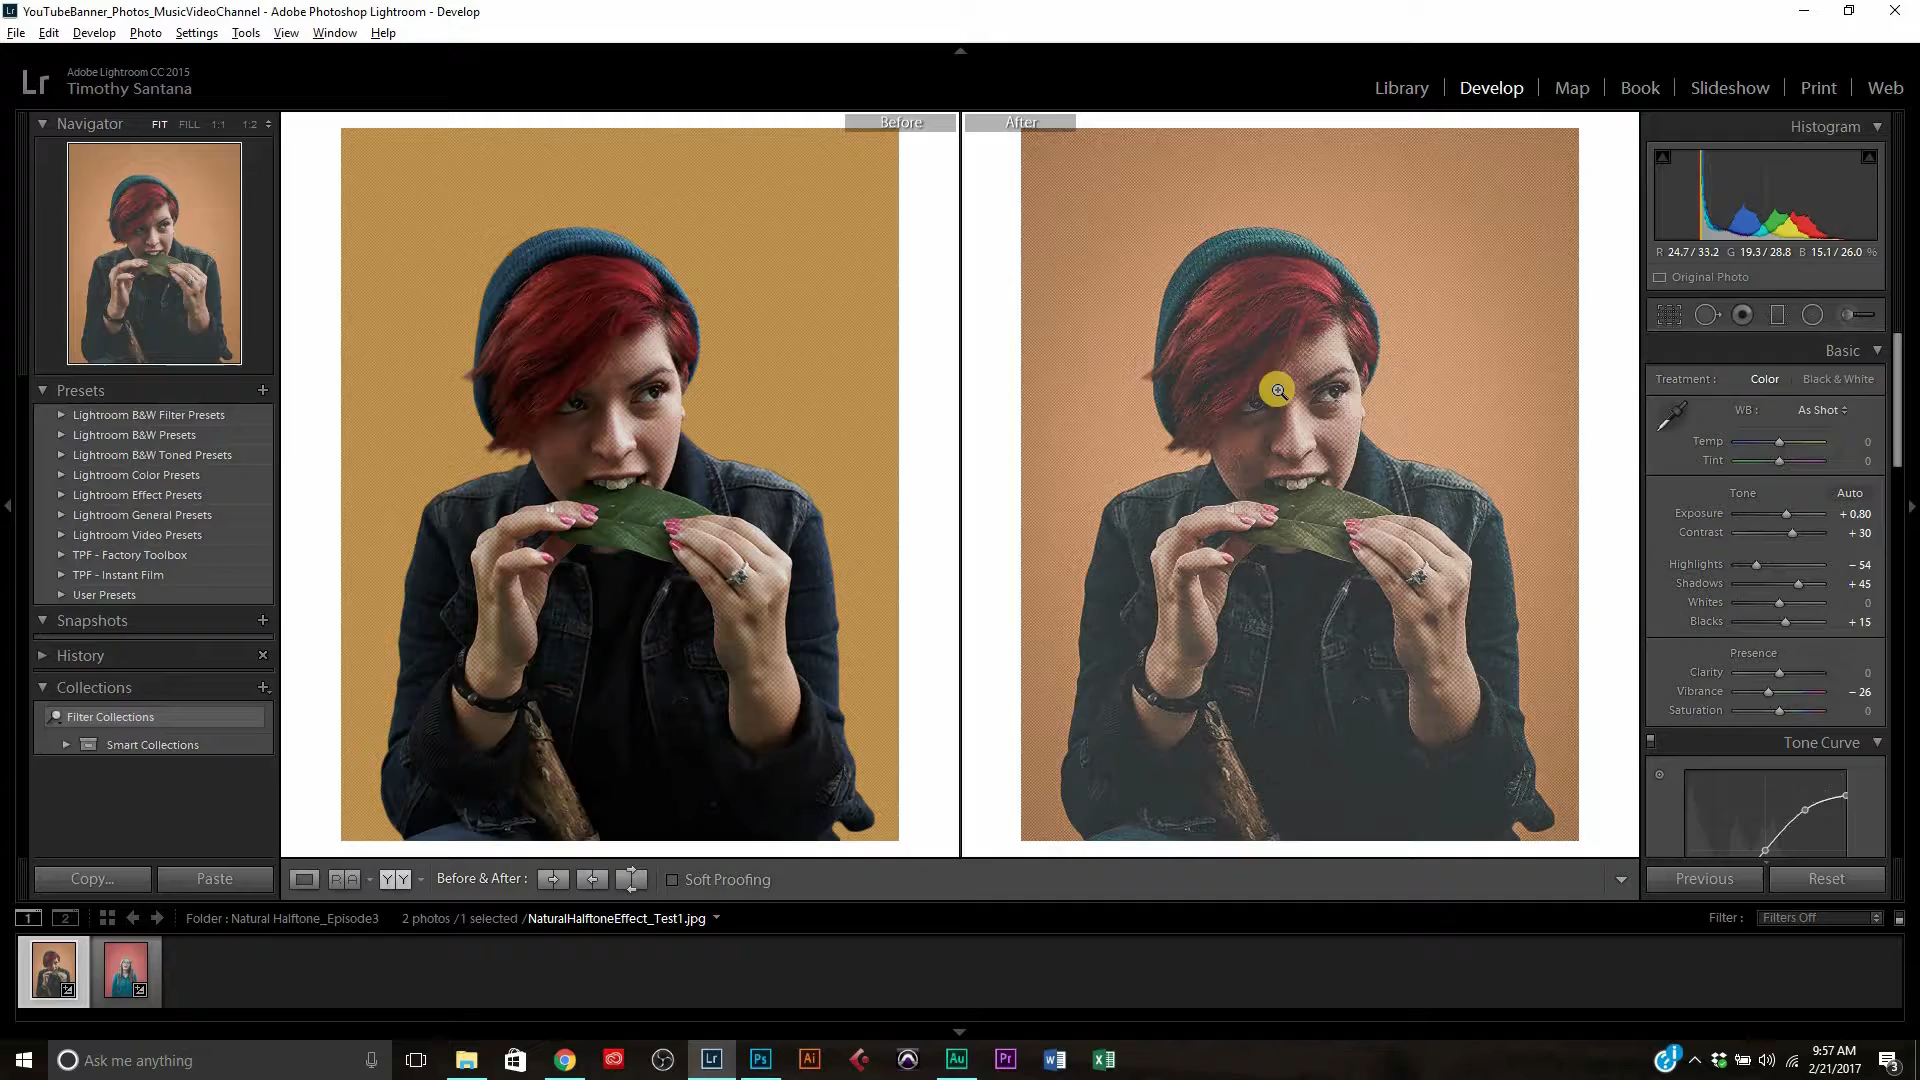 Lr YouTubeBanner_Photos_MusicVideoChannel - Adobe Photoshop Lightroom - Develop
File Edit Develop Photo Settings Tools View Window Help
Lr Adobe Lightroom CC 2015
Timothy Santana
Library Develop Map Book Slideshow Print Web
Navigator FIT FILL 1:1 1:2
Presets
Lightroom B&W Filter Presets
Lightroom B&W Presets
Lightroom B&W Toned Presets
Lightroom Color Presets
Lightroom Effect Presets
Lightroom General Presets
Lightroom Video Presets
TPF - Factory Toolbox
TPF - Instant Film
User Presets
Snapshots
History
Collections
Filter Collections
Smart Collections
Copy... Paste
Before After
Histogram
R 24.7 / 33.2 G 19.3 / 28.8 B 15.1 / 26.0 %
Original Photo
Basic
Treatment : Color Black & White
WB : As Shot
Temp 0
Tint 0
Tone Auto
Exposure + 0.80
Contrast + 30
Highlights – 54
Shadows + 45
Whites 0
Blacks + 15
Presence
Clarity 0
Vibrance – 26
Saturation 0
Tone Curve
Previous Reset
R A Y Y Before & After : Soft Proofing
1 2 Folder : Natural Halftone_Episode3 2 photos / 1 selected / NaturalHalftoneEffect_Test1.jpg Filter : Filters Off
Ask me anything
Lr Ps Ai Au Pr
9:57 AM
2/21/2017
3